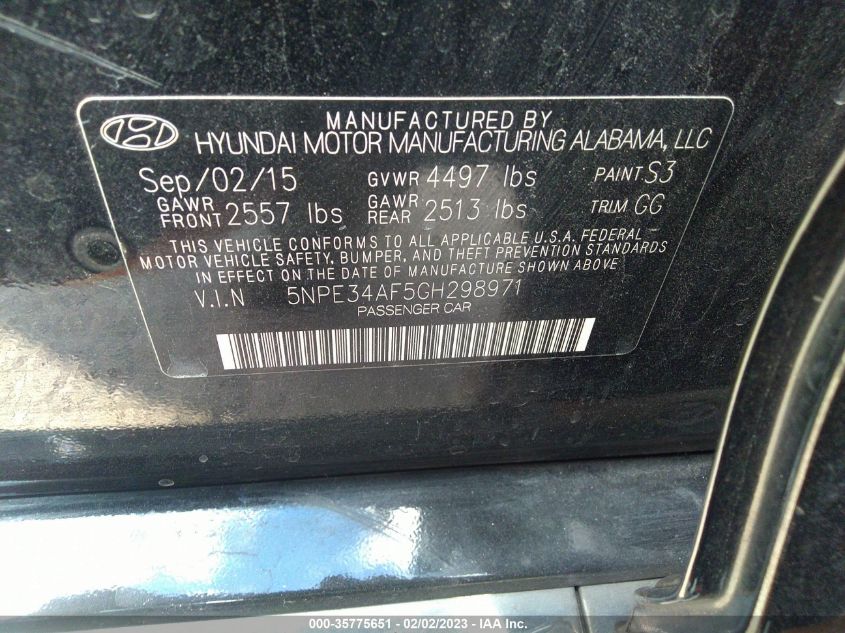 MANUFACTURED BY
HYUNDAI MOTOR MANUFACTURING ALABAMA, LLC
Sep/02/15 GVWR 4497 lbs PAINT S3
GAWR FRONT 2557 lbs GAWR REAR 2513 lbs TRIM GG
THIS VEHICLE CONFORMS TO ALL APPLICABLE U.S.A. FEDERAL
MOTOR VEHICLE SAFETY, BUMPER, AND THEFT PREVENTION STANDARDS
IN EFFECT ON THE DATE OF MANUFACTURE SHOWN ABOVE
V.I.N 5NPE34AF5GH298971
PASSENGER CAR
000-35775651 - 02/02/2023 - IAA Inc.